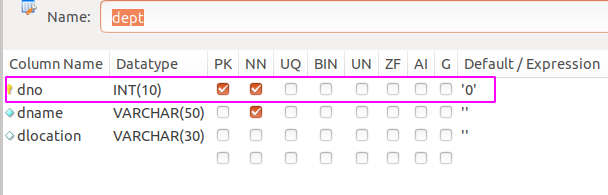 Name: dept
Column Name Datatype PK NN UQ BIN UN ZF AI G Default / Expression
dno INT(10) '0'
dname VARCHAR(50) ''
dlocation VARCHAR(30) ''